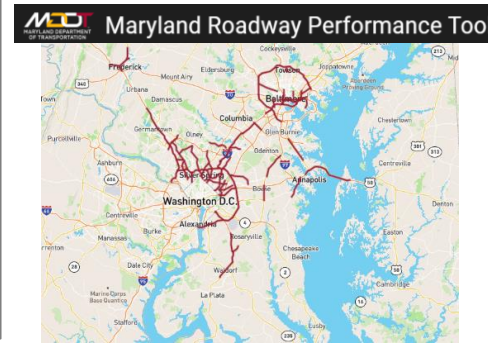 MDOT
MARYLAND DEPARTMENT
OF TRANSPORTATION
Maryland Roadway Performance Too
Cockeysville
Frederick
Mount Airy
Eldersburg
Towson
Joppatowne
Aberdeen
Proving Ground
Urbana
Damascus
Baltimore
Columbia
Chestertown
Purcellville
Germantown
Olney
Glen Burnie
Ashburn
Odenton
Centreville
Silver Spring
Bowie
Annapolis
Washington D.C.
Centreville
Burke
Alexandria
Rosaryville
Easton
Denton
Manassas
Chesapeake
Beach
Dale City
Waldorf
Cambridge
Marine Corps
Base Quantico
La Plata
Stafford
Lusby